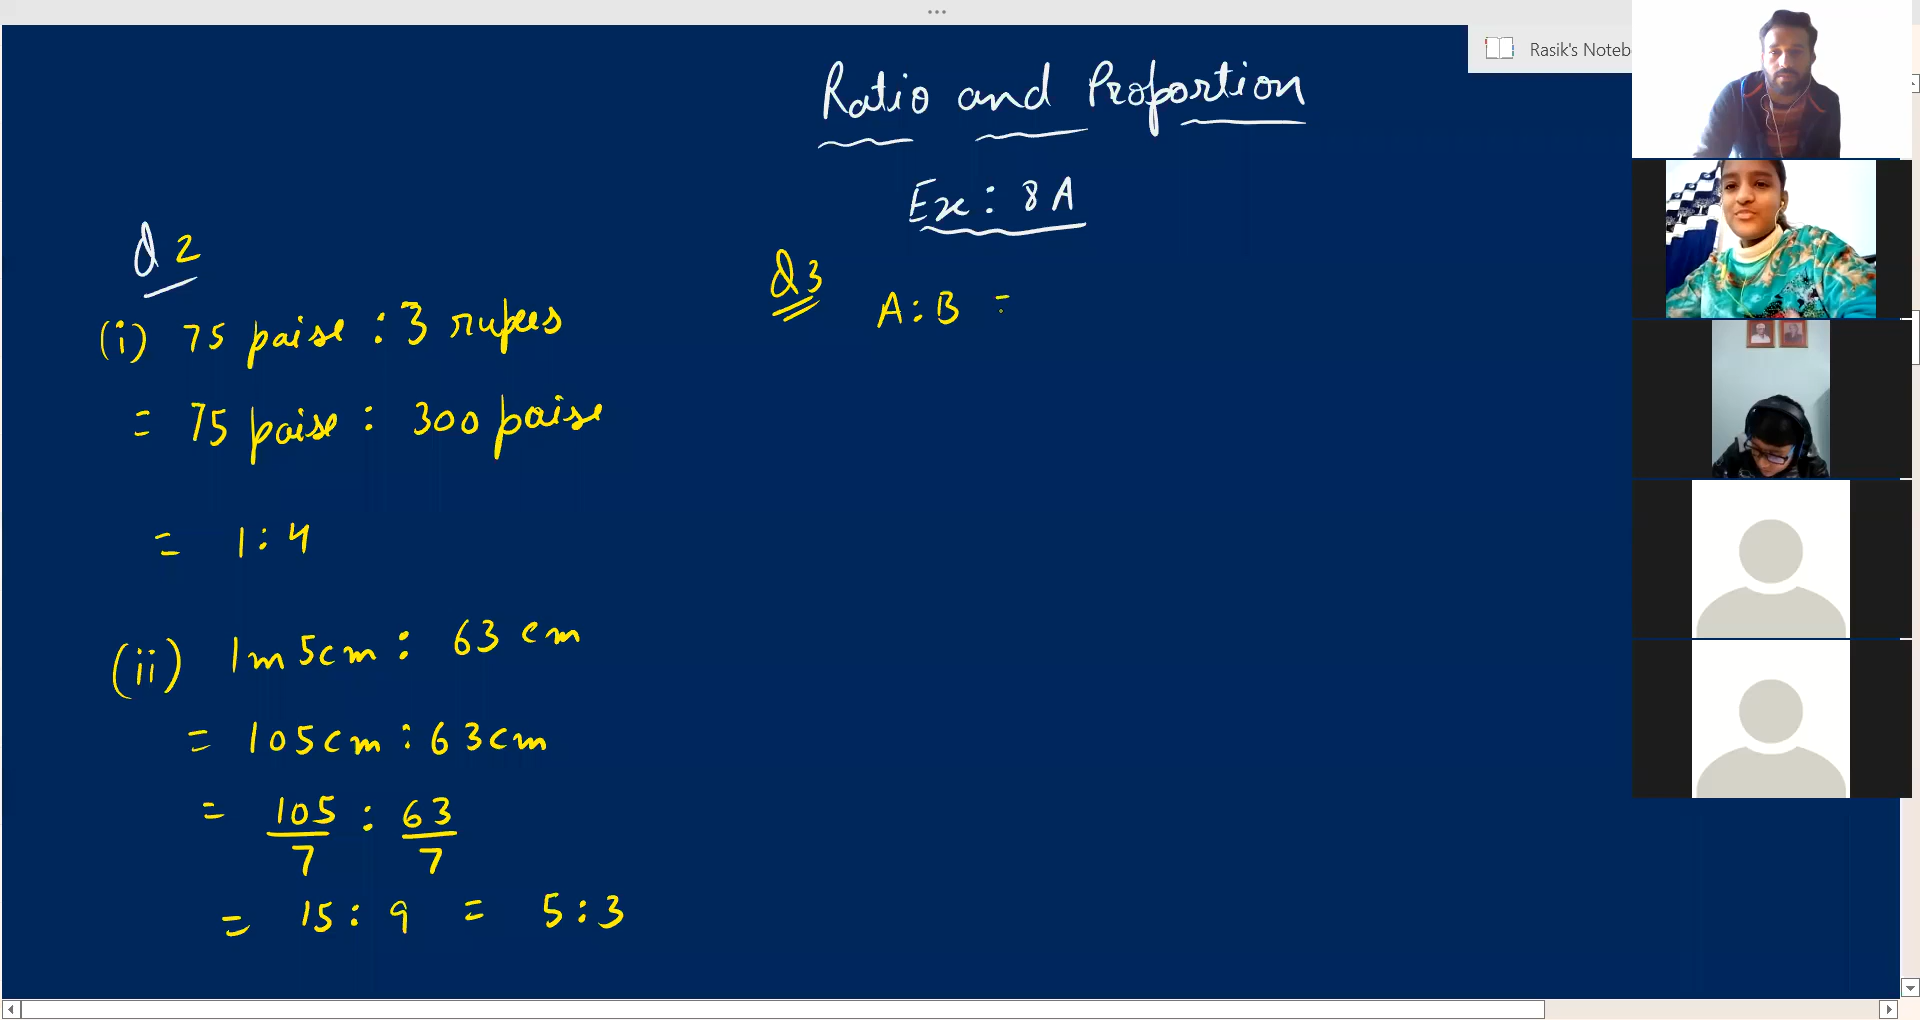 Rasik's Noteb
Ratio and Proportion
Ex: 8A
Q2
(i) 75 paise : 3 rupees
= 75 paise : 300 paise
= 1:4
(ii) 1m 5cm : 63 cm
= 105cm : 63cm
= 105/7 : 63/7
= 15 : 9 = 5:3
Q3
A:B =